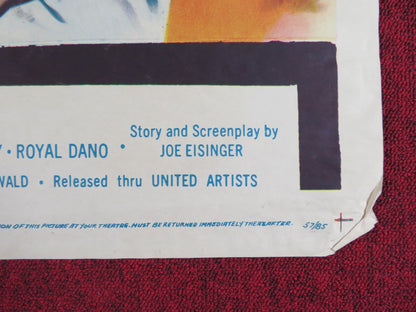 · ROYAL DANO •
Story and Screenplay by
JOE EISINGER
WALD • Released thru UNITED ARTISTS
ION OF THIS PICTURE AT YOUR THEATRE. MUST BE RETURNED IMMEDIATELY THEREAFTER. 57/85